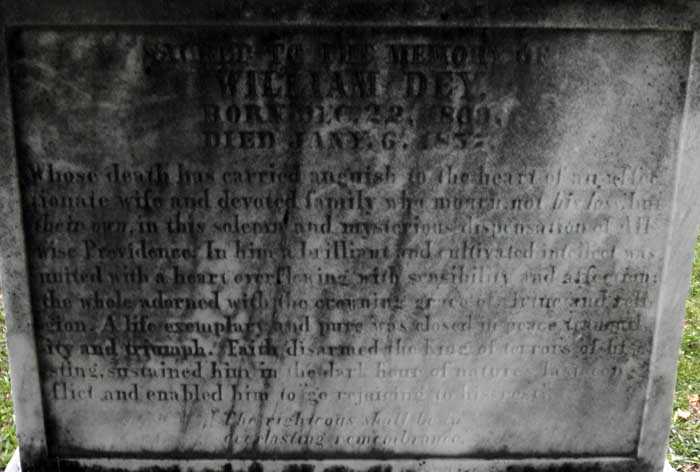 SACRED TO THE MEMORY OF
WILLIAM DEY.
BORN DEC. 22, 1800,
DIED JANY. 6, 1857.
Whose death has carried anguish to the heart of an affec-
tionate wife and devoted family who mourn, not his loss, but
their own, in this solemn and mysterious dispensation of All-
wise Providence. In him a brilliant and cultivated intellect was
united with a heart overflowing with sensibility and affection;
the whole adorned with the crowning grace of divine and reli-
gion. A life exemplary and pure was closed in peace tranquil-
ity and triumph. Faith disarmed the king of terrors of his
sting, sustained him in the dark hour of nature last con-
flict and enabled him to go rejoicing to his rest.
The righteous shall be in
everlasting remembrance.